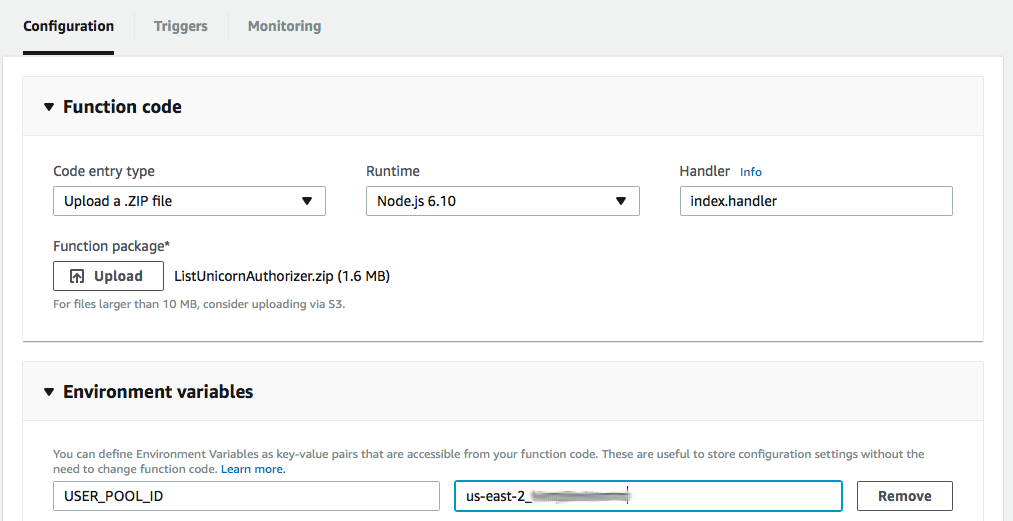 Configuration Triggers Monitoring
Function code
Code entry type Runtime Handler Info
Upload a .ZIP file Node.js 6.10 index.handler
Function package*
Upload ListUnicornAuthorizer.zip (1.6 MB)
For files larger than 10 MB, consider uploading via S3.
Environment variables
You can define Environment Variables as key-value pairs that are accessible from your function code. These are useful to store configuration settings without the
need to change function code. Learn more.
USER_POOL_ID us-east-2_ Remove